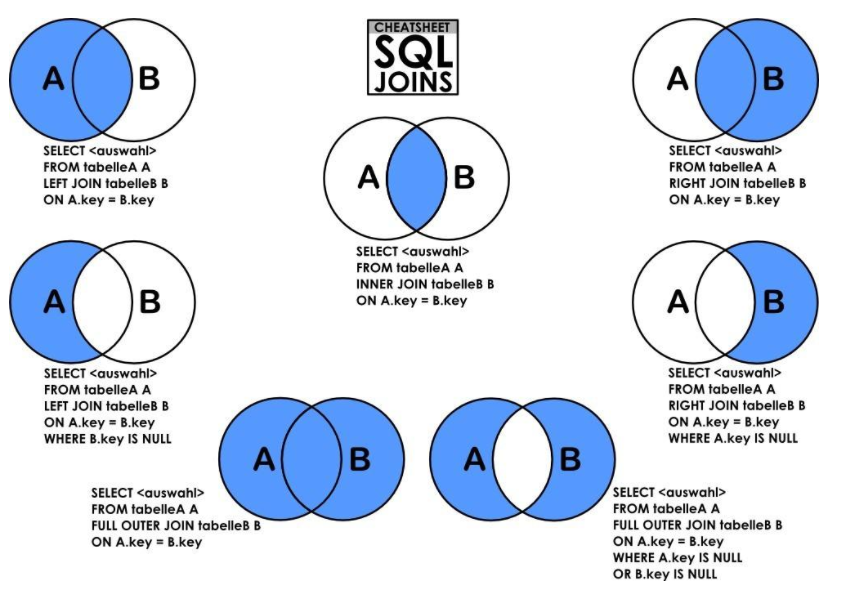 CHEATSHEET
SQL
JOINS
A B
SELECT <auswahl>
FROM tabelleA A
LEFT JOIN tabelleB B
ON A.key = B.key
A B
SELECT <auswahl>
FROM tabelleA A
INNER JOIN tabelleB B
ON A.key = B.key
A B
SELECT <auswahl>
FROM tabelleA A
RIGHT JOIN tabelleB B
ON A.key = B.key
A B
SELECT <auswahl>
FROM tabelleA A
LEFT JOIN tabelleB B
ON A.key = B.key
WHERE B.key IS NULL
A B
SELECT <auswahl>
FROM tabelleA A
RIGHT JOIN tabelleB B
ON A.key = B.key
WHERE A.key IS NULL
A B
SELECT <auswahl>
FROM tabelleA A
FULL OUTER JOIN tabelleB B
ON A.key = B.key
A B
SELECT <auswahl>
FROM tabelleA A
FULL OUTER JOIN tabelleB B
ON A.key = B.key
WHERE A.key IS NULL
OR B.key IS NULL